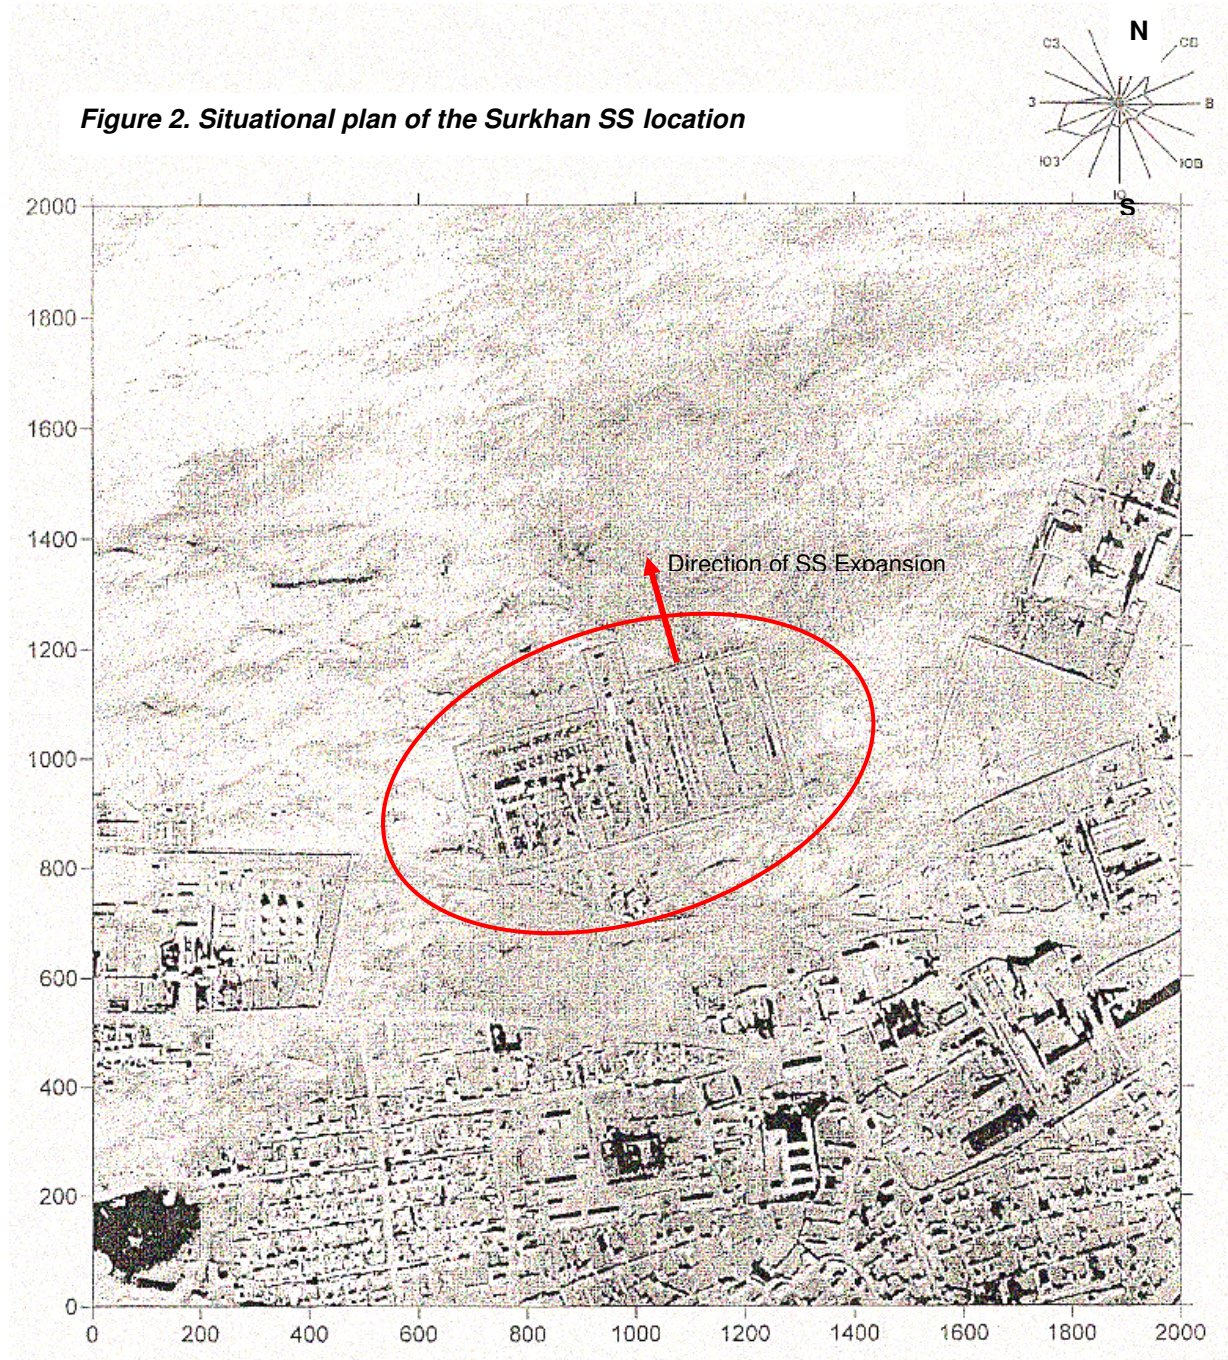 N
СЗ
СВ
Figure 2. Situational plan of the Surkhan SS location
З
В
ЮЗ
ЮВ
Ю
S
2000
1800
1600
1400
Direction of SS Expansion
1200
1000
800
600
400
200
0
0 200 400 600 800 1000 1200 1400 1600 1800 2000